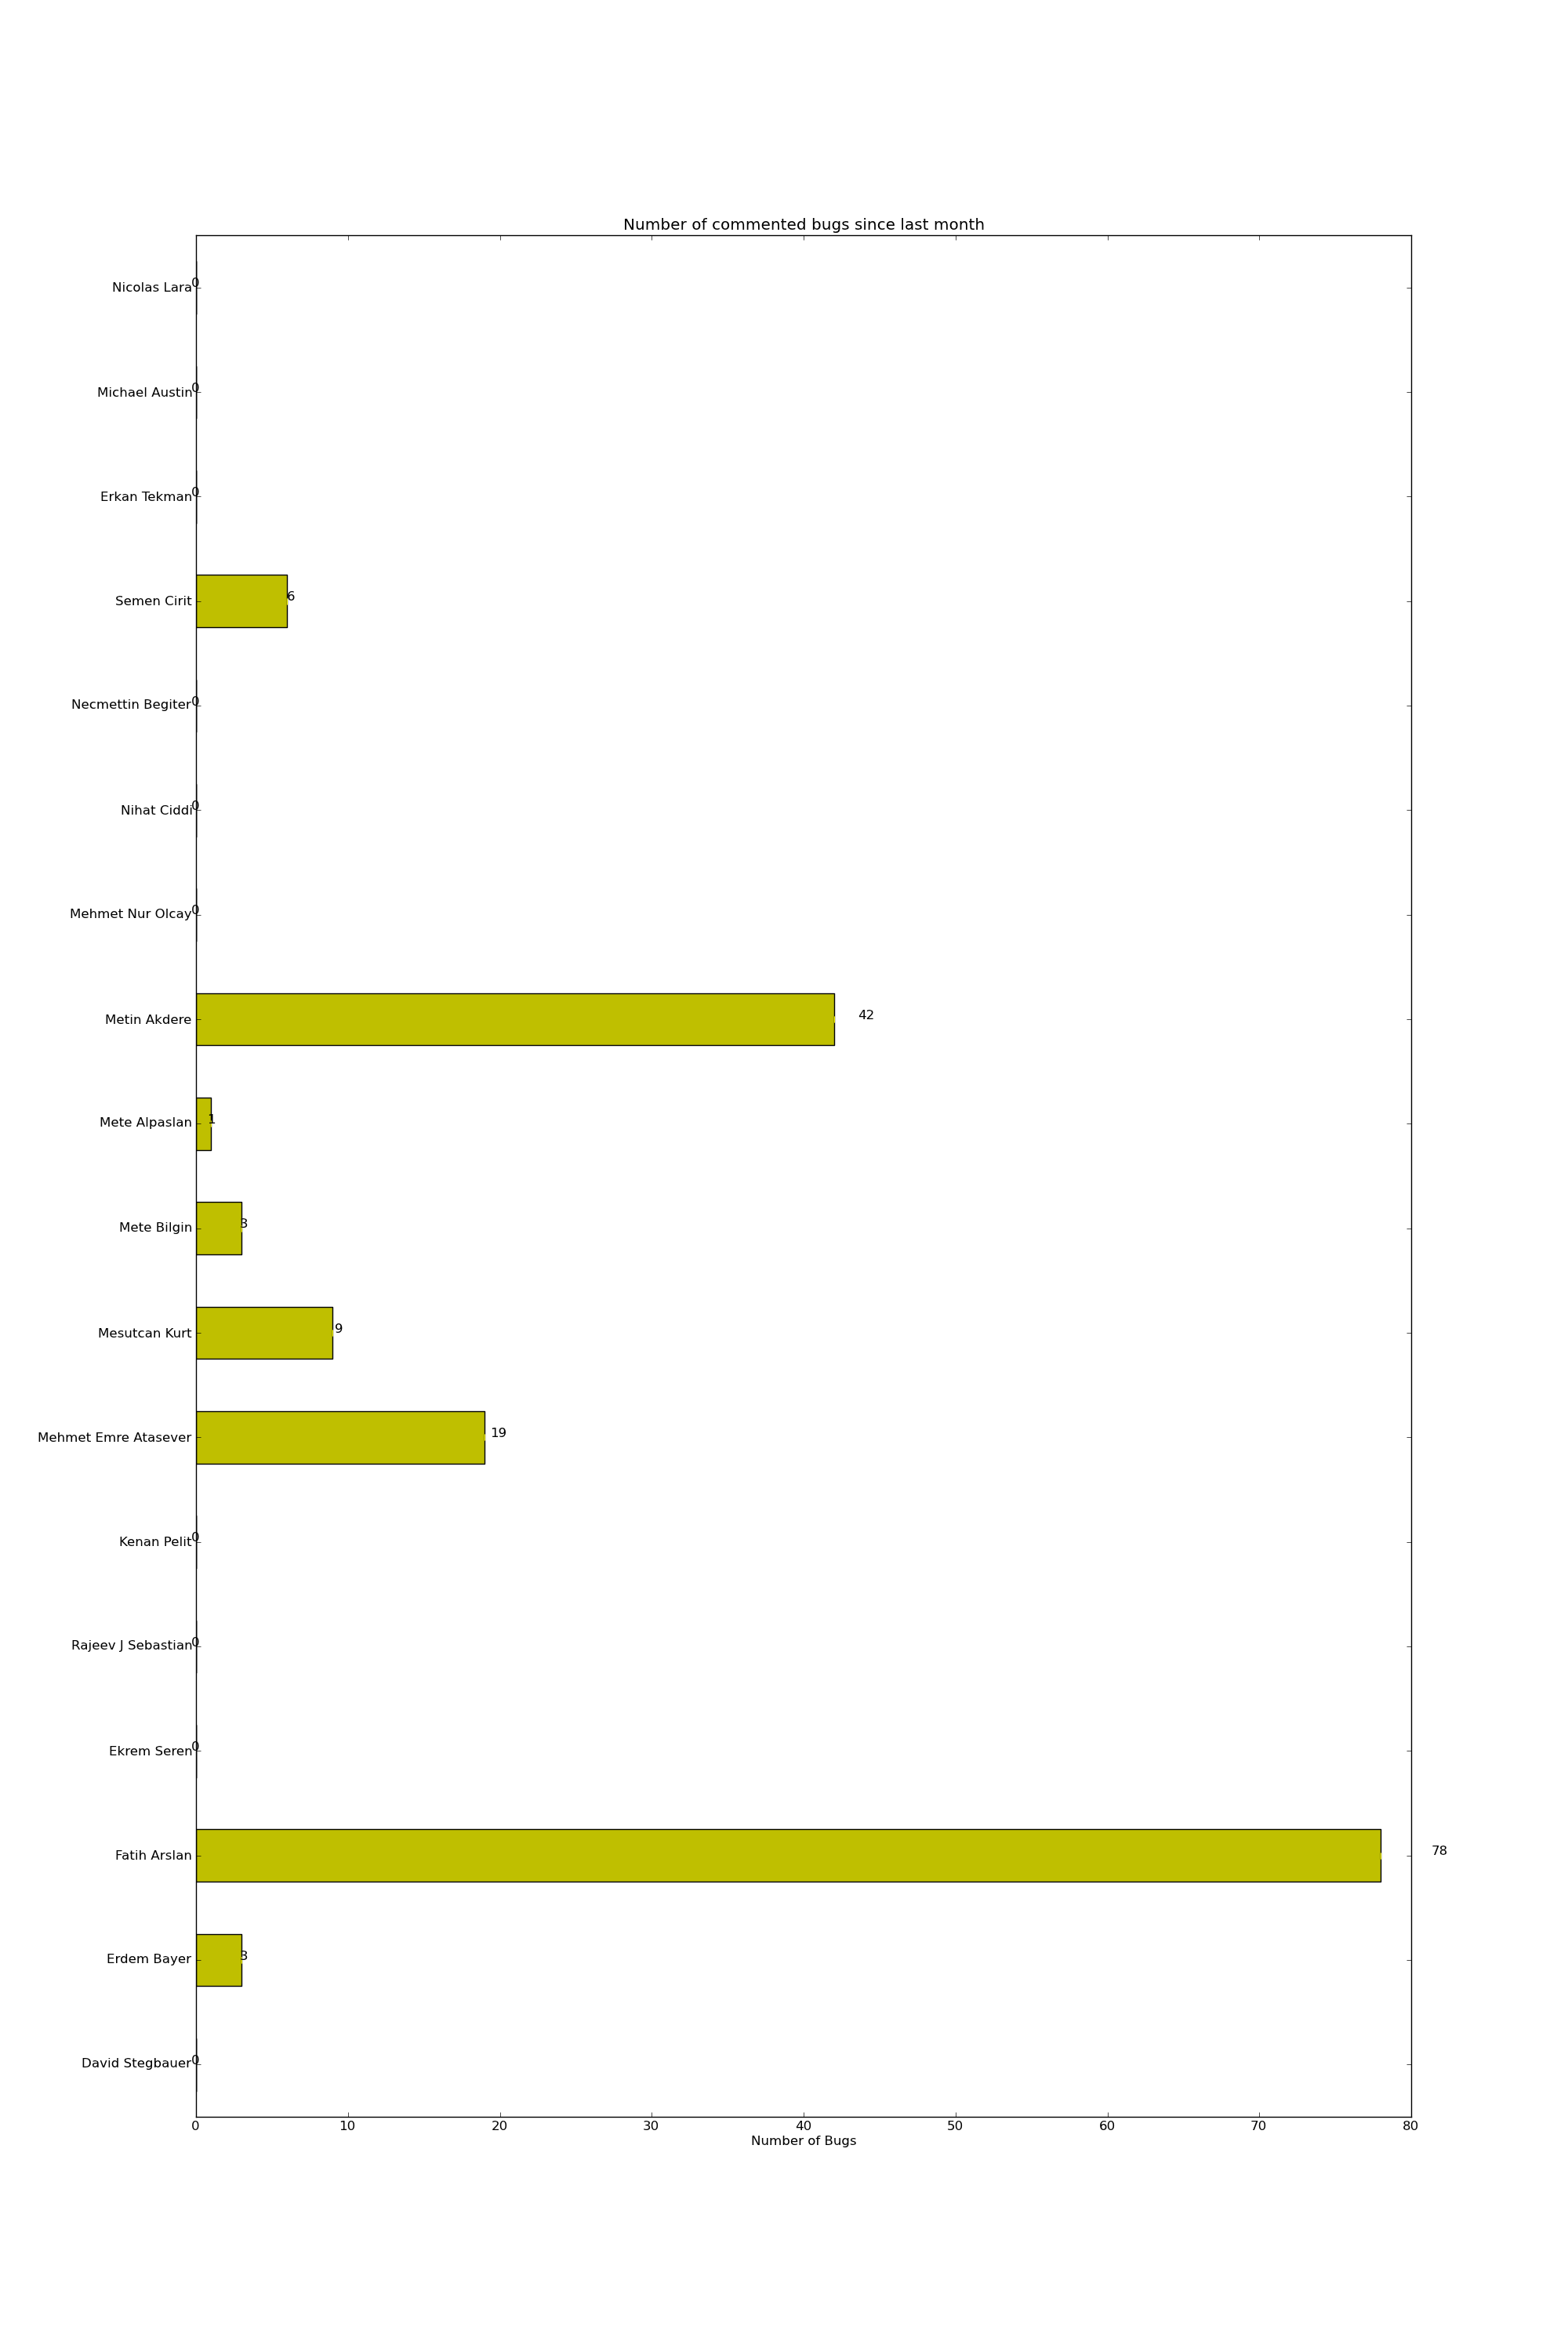 Number of commented bugs since last month
Nicolas Lara 0
Michael Austin 0
Erkan Tekman 0
Semen Cirit 6
Necmettin Begiter 0
Nihat Ciddi 0
Mehmet Nur Olcay 0
Metin Akdere 42
Mete Alpaslan 1
Mete Bilgin 3
Mesutcan Kurt 9
Mehmet Emre Atasever 19
Kenan Pelit 0
Rajeev J Sebastian 0
Ekrem Seren 0
Fatih Arslan 78
Erdem Bayer 3
David Stegbauer 0
0 10 20 30 40 50 60 70 80
Number of Bugs